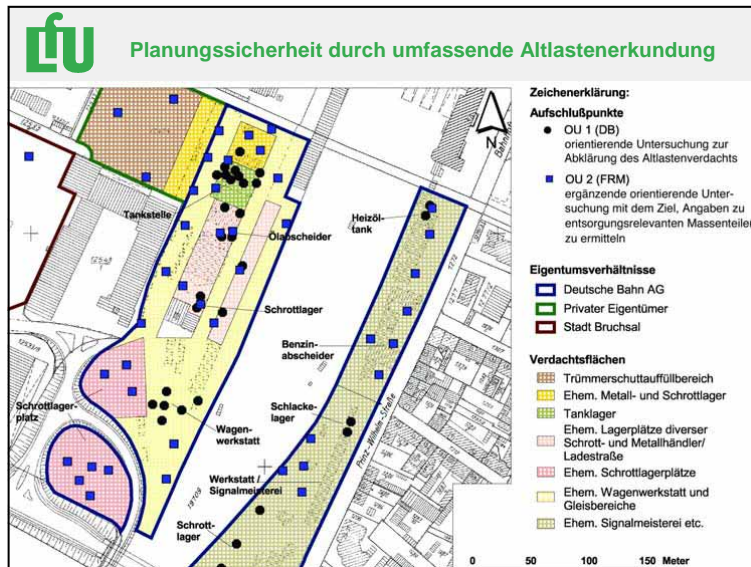 LfU
Planungssicherheit durch umfassende Altlastenerkundung
Tankstelle
Ölabscheider
Schrottlager
Schrottlager-
platz
Wagen-
werkstatt
Heizöl-
tank
Benzin-
abscheider
Schlacke-
lager
Werkstatt /
Signalmeisterei
Schrott-
lager
Prinz-Wilhelm-Straße
Zeichenerklärung:
Aufschlußpunkte
OU 1 (DB)
orientierende Untersuchung zur
Abklärung des Altlastenverdachts
OU 2 (FRM)
ergänzende orientierende Unter-
suchung mit dem Ziel, Angaben zu
entsorgungsrelevanten Massenteilen
zu ermitteln
Eigentumsverhältnisse
Deutsche Bahn AG
Privater Eigentümer
Stadt Bruchsal
Verdachtsflächen
Trümmerschuttauffüllbereich
Ehem. Metall- und Schrottlager
Tanklager
Ehem. Lagerplätze diverser
Schrott- und Metallhändler/
Ladestraße
Ehem. Schrottlagerplätze
Ehem. Wagenwerkstatt und
Gleisbereiche
Ehem. Signalmeisterei etc.
0 50 100 150 Meter